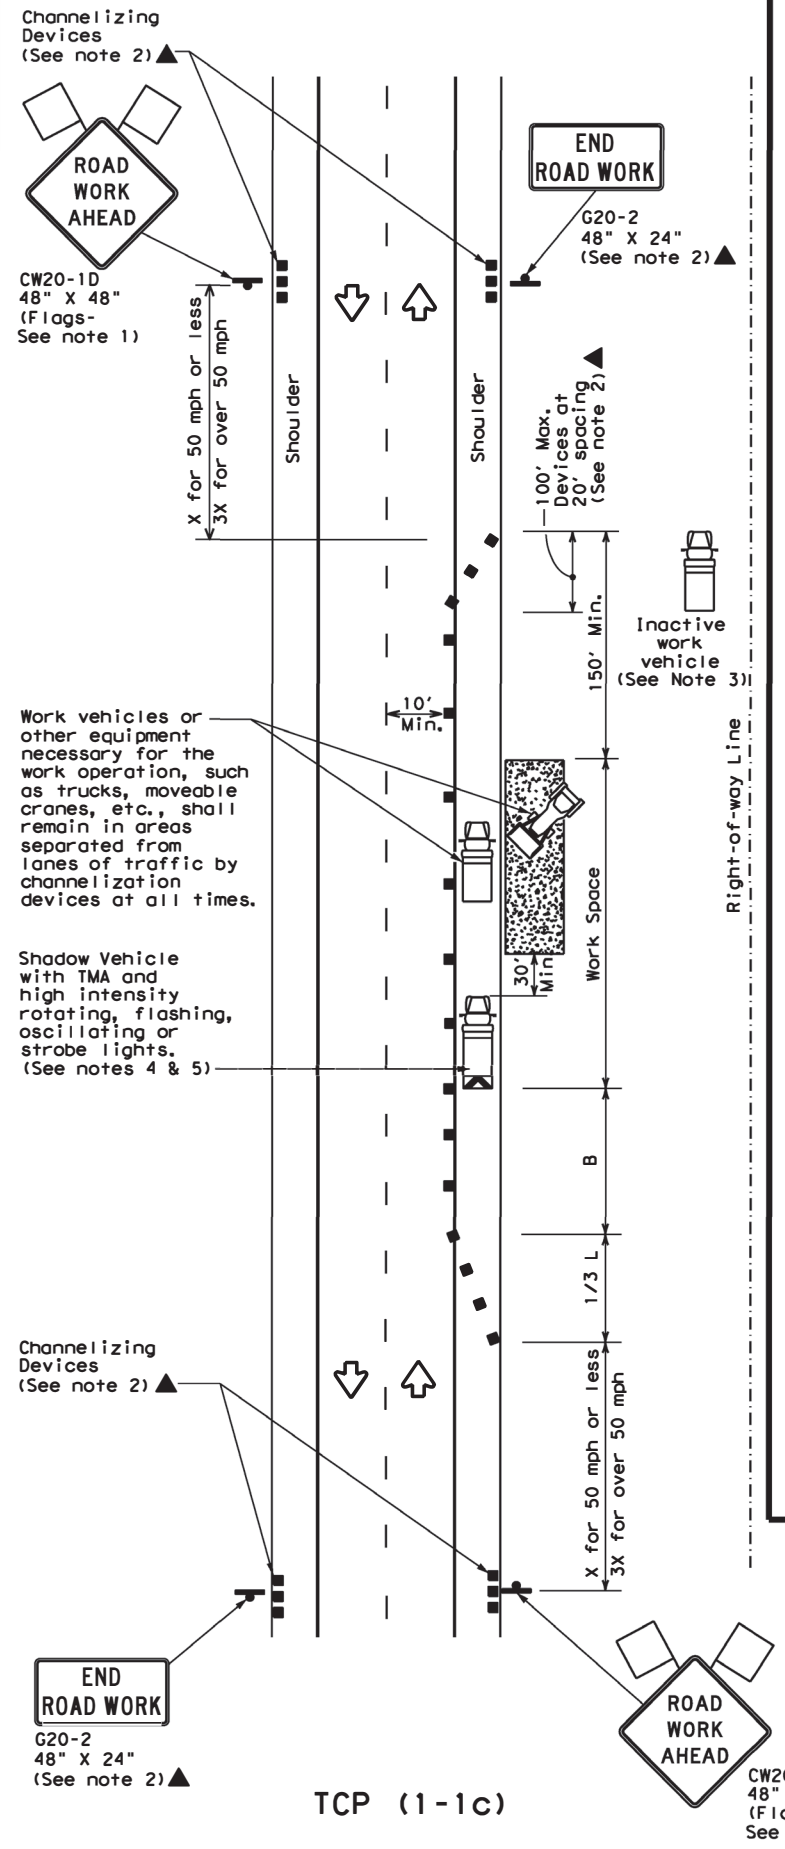 Channelizing
Devices
(See note 2)
ROAD
WORK
AHEAD
CW20-1D
48" X 48"
(Flags-
See note 1)
END
ROAD WORK
G20-2
48" X 24"
(See note 2)
X for 50 mph or less
3X for over 50 mph
Shoulder
Shoulder
100' Max.
Devices at
20' spacing
(See note 2)
150' Min.
Inactive
work
vehicle
(See Note 3)
10'
Min.
Work vehicles or
other equipment
necessary for the
work operation, such
as trucks, moveable
cranes, etc., shall
remain in areas
separated from
lanes of traffic by
channelization
devices at all times.
Right-of-way Line
Work Space
30'
Min.
Shadow Vehicle
with TMA and
high intensity
rotating, flashing,
oscillating or
strobe lights.
(See notes 4 & 5)
B
1/3 L
Channelizing
Devices
(See note 2)
X for 50 mph or less
3X for over 50 mph
END
ROAD WORK
G20-2
48" X 24"
(See note 2)
ROAD
WORK
AHEAD
48"
See
TCP (1-1c)